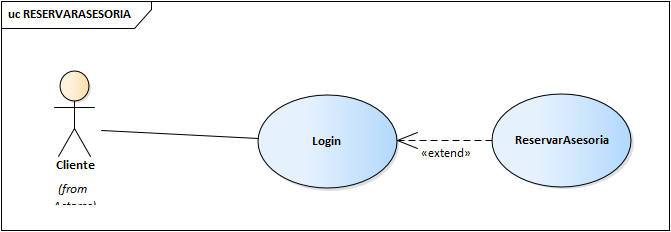 uc RESERVARASESORIA
Login
ReservarAsesoria
«extend»
Cliente
(from